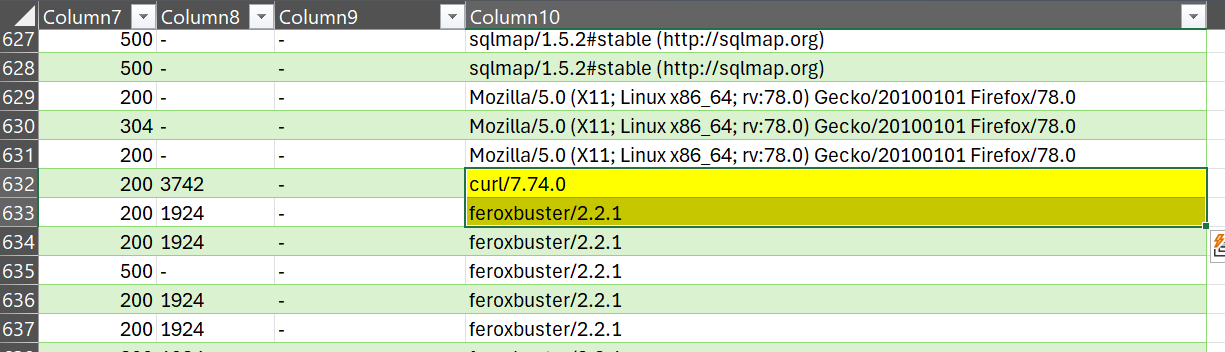 Column7 Column8 Column9 Column10
627 500 - - sqlmap/1.5.2#stable (http://sqlmap.org)
628 500 - - sqlmap/1.5.2#stable (http://sqlmap.org)
629 200 - - Mozilla/5.0 (X11; Linux x86_64; rv:78.0) Gecko/20100101 Firefox/78.0
630 304 - - Mozilla/5.0 (X11; Linux x86_64; rv:78.0) Gecko/20100101 Firefox/78.0
631 200 - - Mozilla/5.0 (X11; Linux x86_64; rv:78.0) Gecko/20100101 Firefox/78.0
632 200 3742 - curl/7.74.0
633 200 1924 - feroxbuster/2.2.1
634 200 1924 - feroxbuster/2.2.1
635 500 - - feroxbuster/2.2.1
636 200 1924 - feroxbuster/2.2.1
637 200 1924 - feroxbuster/2.2.1